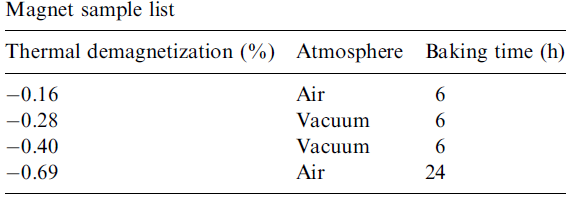 Magnet sample list
Thermal demagnetization (%) Atmosphere Baking time (h)
−0.16 Air 6
−0.28 Vacuum 6
−0.40 Vacuum 6
−0.69 Air 24